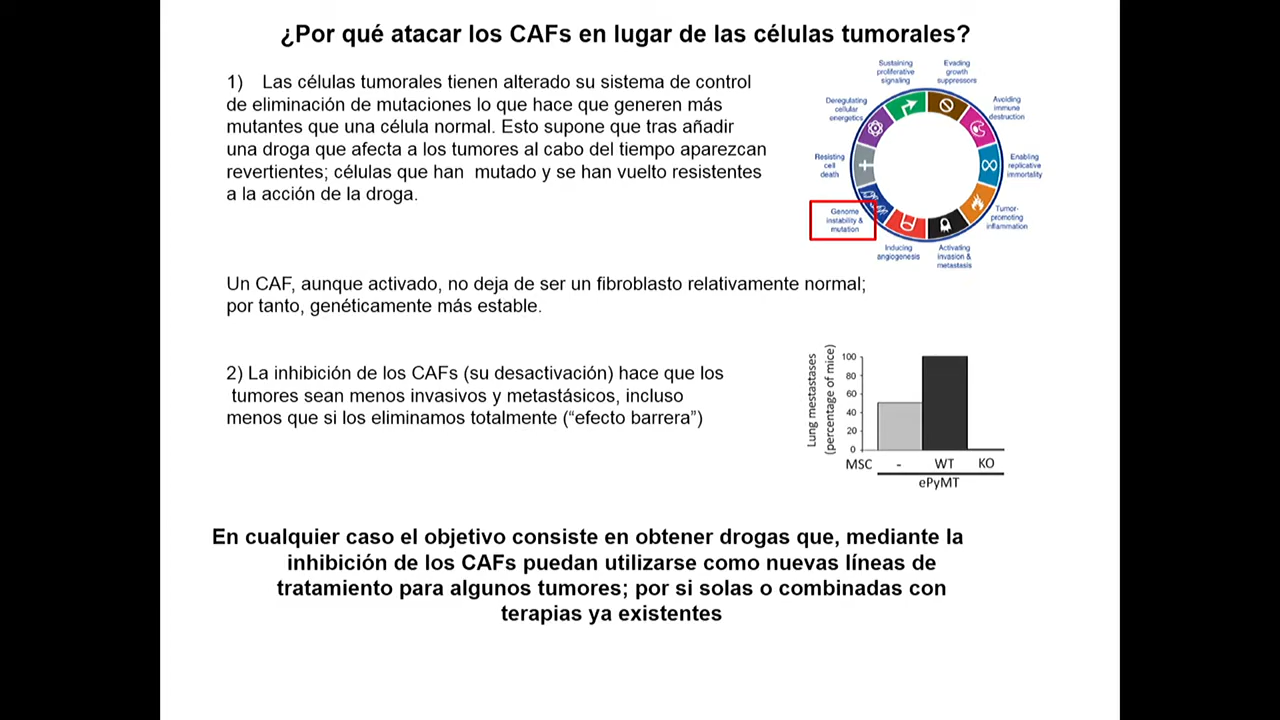 ¿Por qué atacar los CAFs en lugar de las células tumorales?
1) Las células tumorales tienen alterado su sistema de control
de eliminación de mutaciones lo que hace que generen más
mutantes que una célula normal. Esto supone que tras añadir
una droga que afecta a los tumores al cabo del tiempo aparezcan
revertientes; células que han mutado y se han vuelto resistentes
a la acción de la droga.
Sustaining
proliferative
signaling
Evading
growth
suppressors
Avoiding
immune
destruction
Enabling
replicative
immortality
Tumor-
promoting
inflammation
Activating
invasion &
metastasis
Inducing
angiogenesis
Genome
instability &
mutation
Resisting
cell
death
Deregulating
cellular
energetics
Un CAF, aunque activado, no deja de ser un fibroblasto relativamente normal;
por tanto, genéticamente más estable.
2) La inhibición de los CAFs (su desactivación) hace que los
tumores sean menos invasivos y metastásicos, incluso
menos que si los eliminamos totalmente (“efecto barrera”)
Lung mestastases
(percentage of mice)
100
80
60
40
20
0
MSC - WT KO
ePyMT
En cualquier caso el objetivo consiste en obtener drogas que, mediante la
inhibición de los CAFs puedan utilizarse como nuevas líneas de
tratamiento para algunos tumores; por si solas o combinadas con
terapias ya existentes